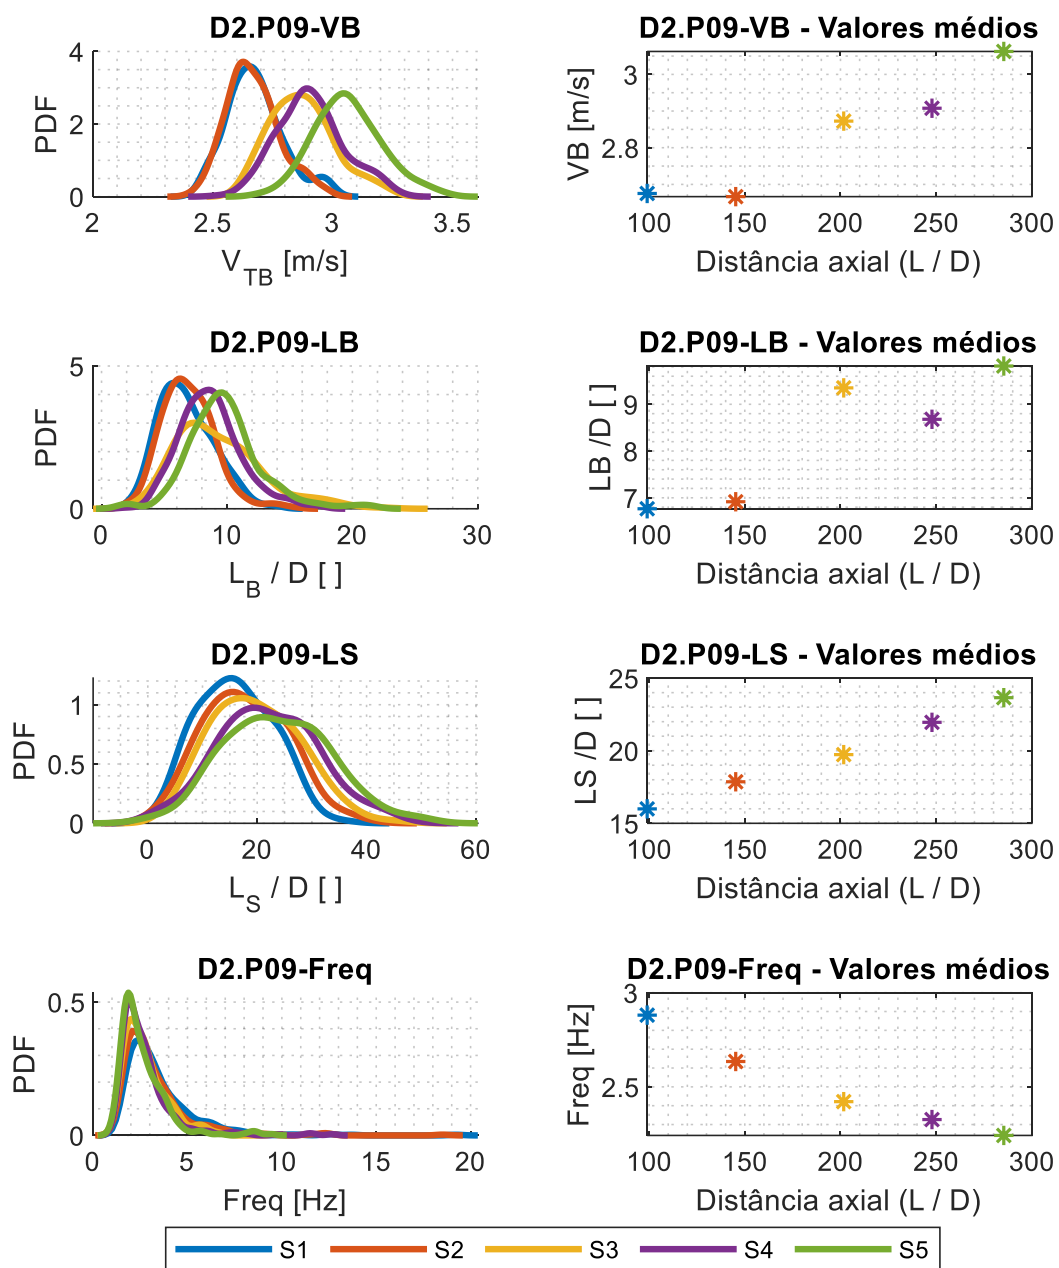 D2.P09-VB
PDF
0
2
4
2
2.5
3
3.5
V_TB [m/s]
D2.P09-VB - Valores médios
VB [m/s]
2.8
3
100
150
200
250
300
Distância axial (L / D)
D2.P09-LB
PDF
0
5
0
10
20
30
L_B / D [ ]
D2.P09-LB - Valores médios
LB /D [ ]
7
8
9
100
150
200
250
300
Distância axial (L / D)
D2.P09-LS
PDF
0
0.5
1
0
20
40
60
L_S / D [ ]
D2.P09-LS - Valores médios
LS /D [ ]
15
20
25
100
150
200
250
300
Distância axial (L / D)
D2.P09-Freq
PDF
0
0.5
0
5
10
15
20
Freq [Hz]
D2.P09-Freq - Valores médios
Freq [Hz]
2.5
3
100
150
200
250
300
Distância axial (L / D)
S1
S2
S3
S4
S5